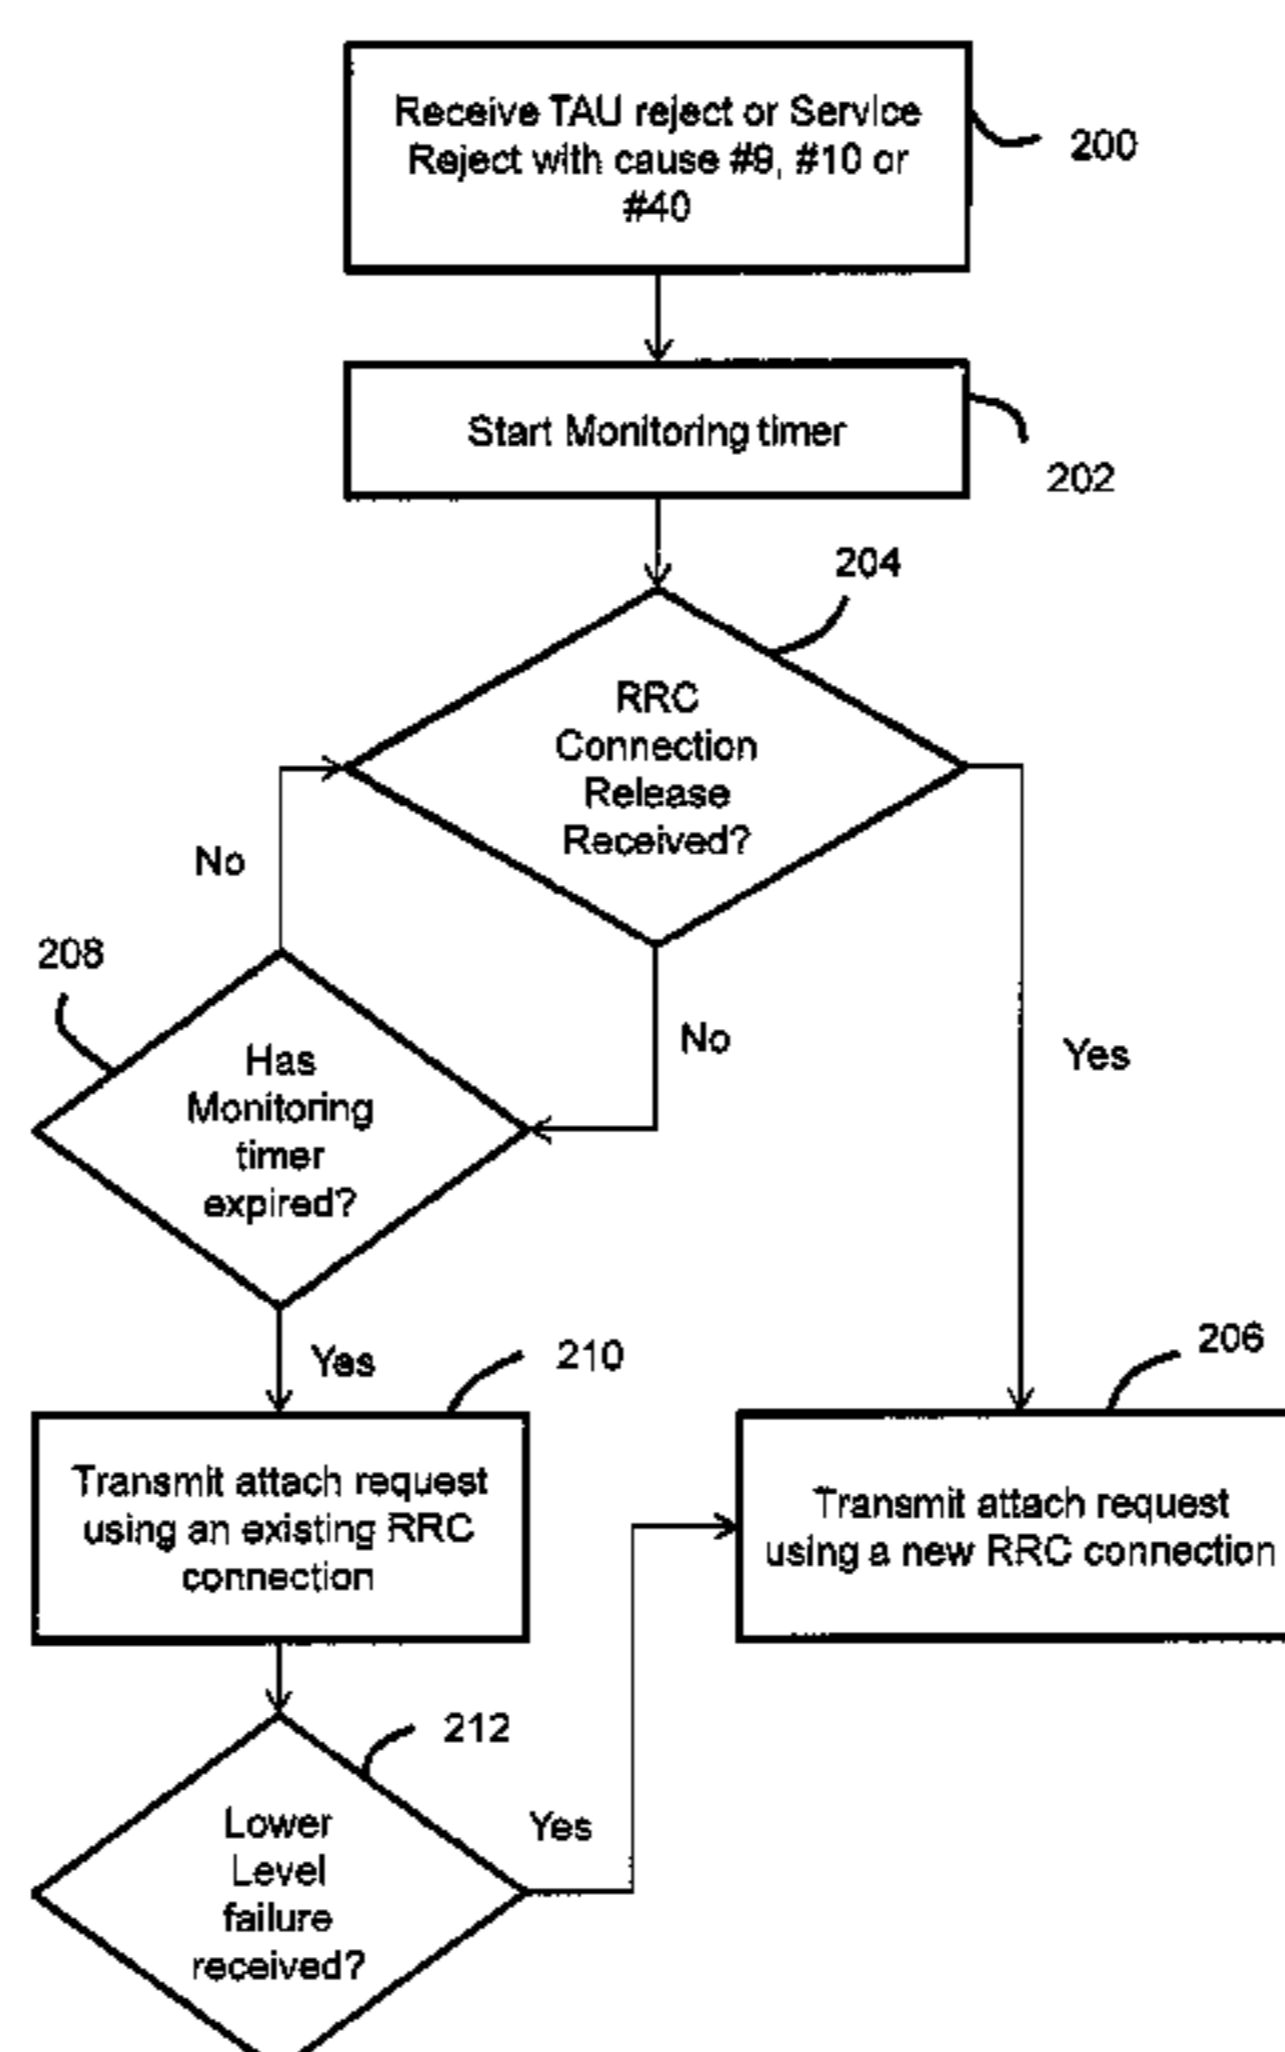 Receive TAU reject or Service
Reject with cause #9, #10 or
#40
200
Start Monitoring timer
202
204
RRC
Connection
Release
Received?
No
208
No
Has
Monitoring
timer
expired?
Yes
Yes
210
206
Transmit attach request
using an existing RRC
connection
Transmit attach request
using a new RRC connection
212
Yes
Lower
Level
failure
received?